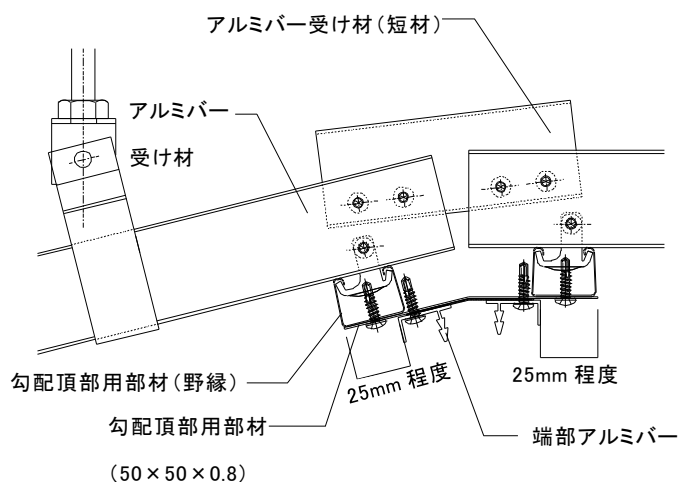 アルミバー受け材（短材）
アルミバー
受け材
勾配頂部用部材（野縁）
25mm 程度
25mm 程度
勾配頂部用部材
端部アルミバー
（50×50×0.8）